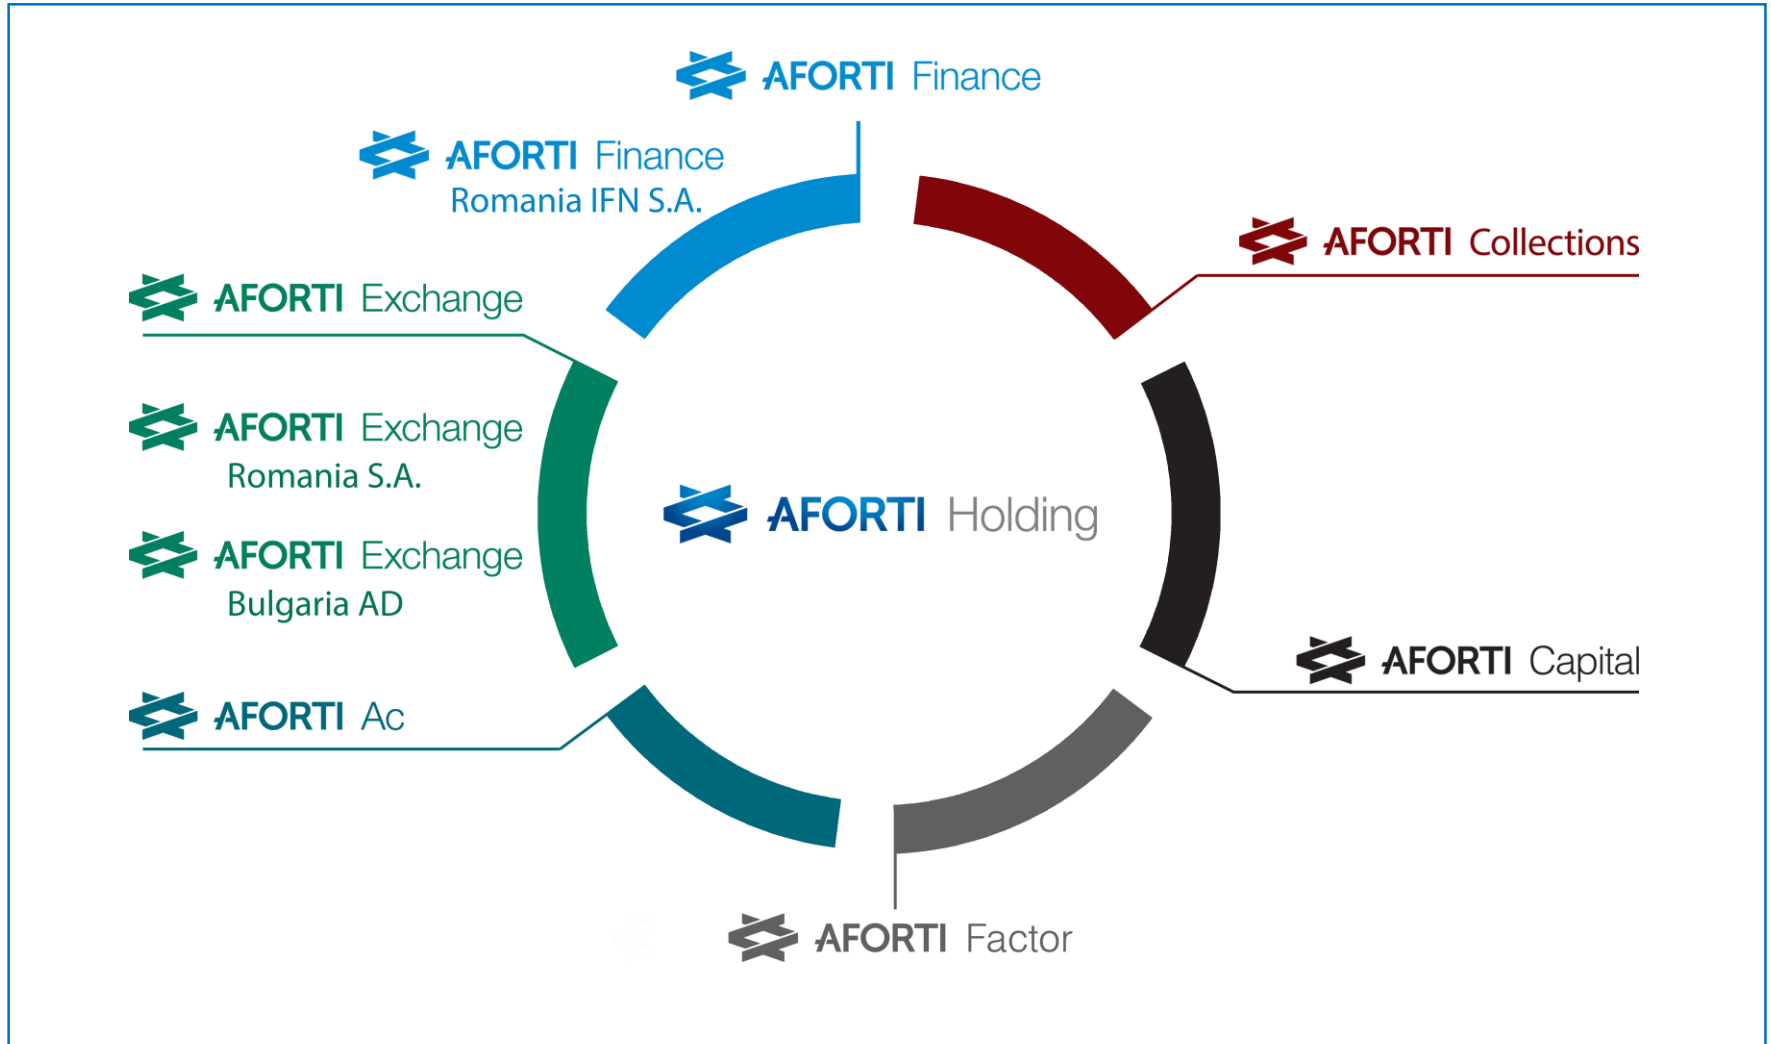 AFORTI Finance
AFORTI Finance
Romania IFN S.A.
AFORTI Collections
AFORTI Exchange
AFORTI Exchange
Romania S.A.
AFORTI Holding
AFORTI Exchange
Bulgaria AD
AFORTI Capital
AFORTI Ac
AFORTI Factor